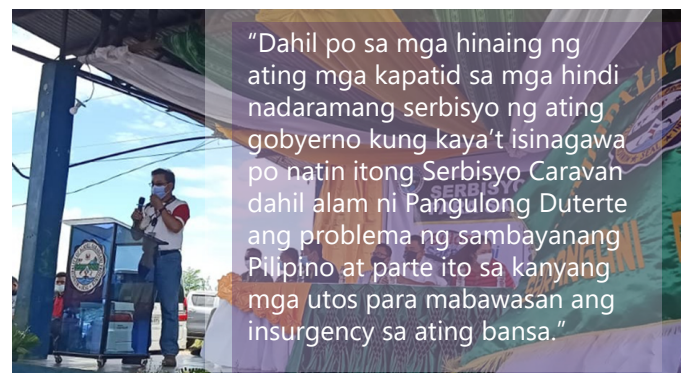 “Dahil po sa mga hinaing ng
ating mga kapatid sa mga hindi
nadaramang serbisyo ng ating
gobyerno kung kaya’t isinagawa
po natin itong Serbisyo Caravan
dahil alam ni Pangulong Duterte
ang problema ng sambayanang
Pilipino at parte ito sa kanyang
mga utos para mabawasan ang
insurgency sa ating bansa.”
SERBISYO